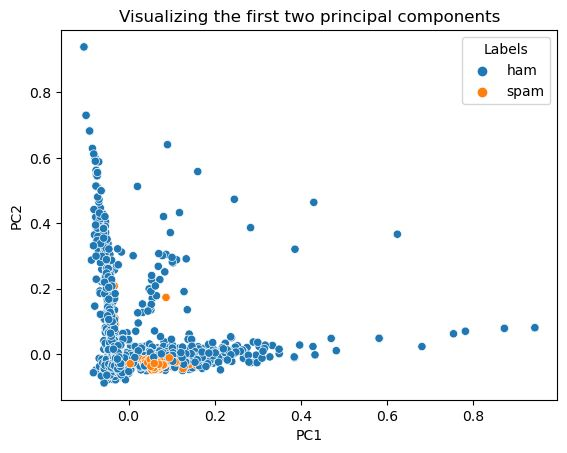 Visualizing the first two principal components
Labels
ham
spam
0.8
0.6
0.4
0.2
0.0
PC2
0.0
0.2
0.4
0.6
0.8
PC1